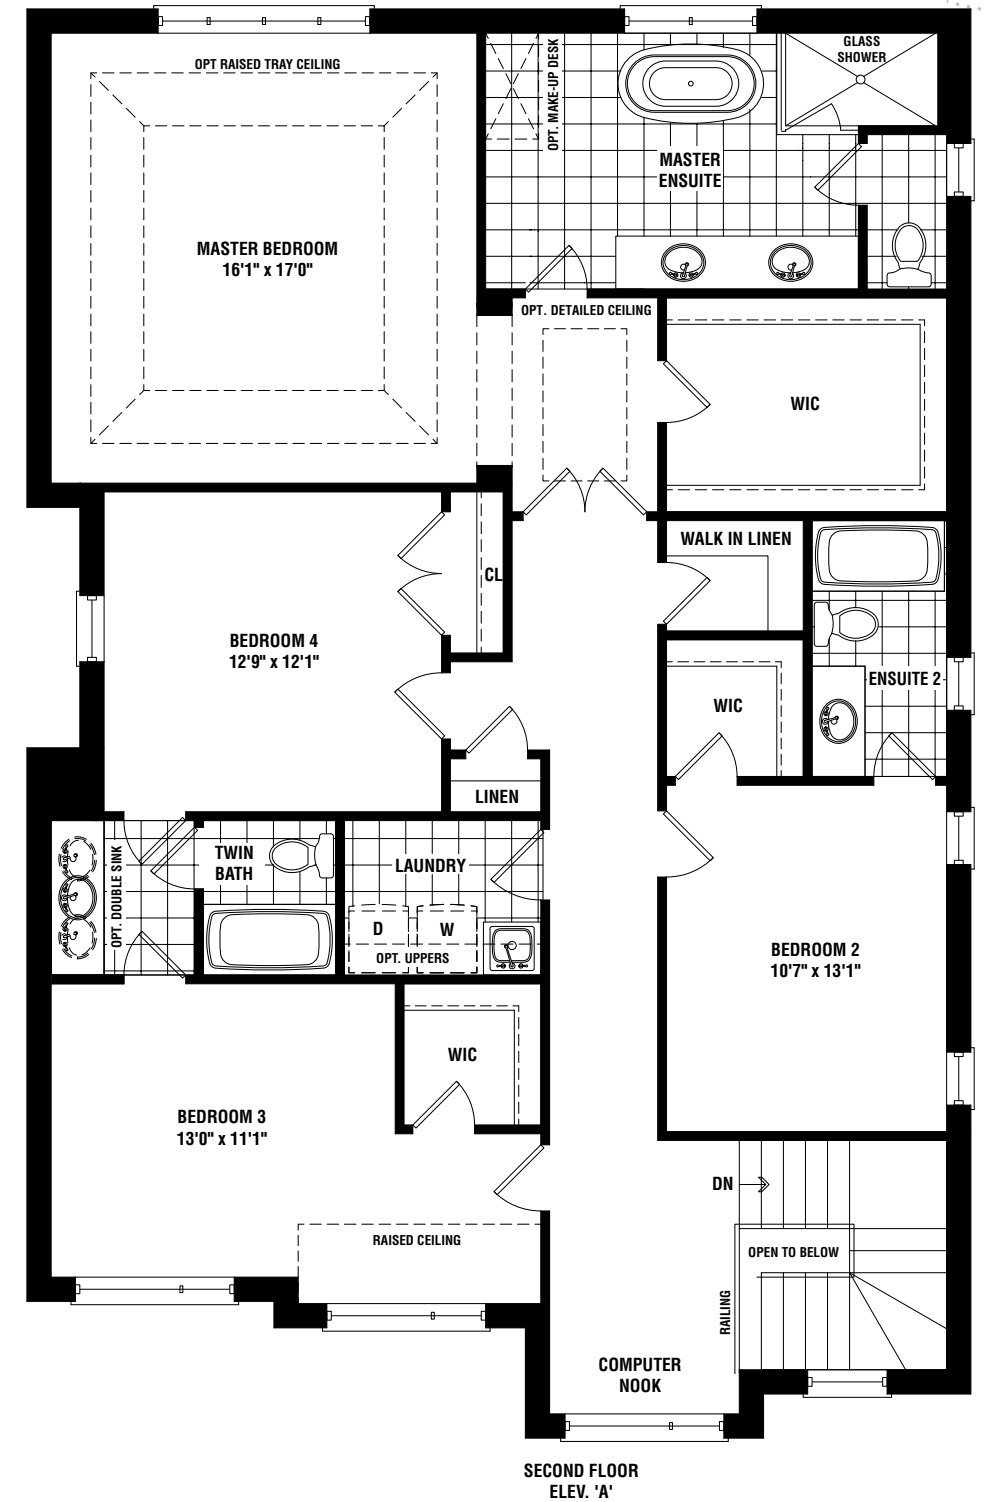 OPT RAISED TRAY CEILING
MASTER BEDROOM
16'1" x 17'0"
OPT. MAKE-UP DESK
GLASS
SHOWER
MASTER
ENSUITE
OPT. DETAILED CEILING
WIC
WALK IN LINEN
CL
BEDROOM 4
12'9" x 12'1"
ENSUITE 2
WIC
LINEN
OPT. DOUBLE SINK
TWIN
BATH
LAUNDRY
D
W
OPT. UPPERS
BEDROOM 2
10'7" x 13'1"
WIC
BEDROOM 3
13'0" x 11'1"
DN
RAISED CEILING
OPEN TO BELOW
RAILING
COMPUTER
NOOK
SECOND FLOOR
ELEV. 'A'